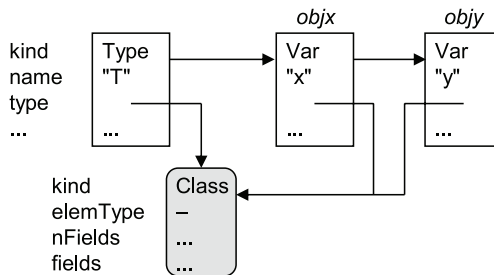 objx objy
kind Type Var Var
name "T" "x" "y"
type
... ... ... ...
kind Class
elemType –
nFields ...
fields ...